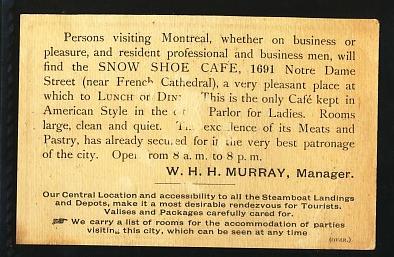 Persons visiting Montreal, whether on business or
pleasure, and resident professional and business men, will
find the SNOW SHOE CAFE, 1691 Notre Dame
Street (near French Cathedral), a very pleasant place at
which to LUNCH or DINE. This is the only Café kept in
American Style in the Parlor for Ladies. Rooms
large, clean and quiet. The excellence of its Meats and
Pastry, has already secured for it the very best patronage
of the city. Open from 8 a. m. to 8 p. m.
W. H. H. MURRAY, Manager.
Our Central Location and accessibility to all the Steamboat Landings
and Depots, make it a most desirable rendezvous for Tourists.
Valises and Packages carefully cared for.
☞ We carry a list of rooms for the accommodation of parties
visiting this city, which can be seen at any time
(OVER.)